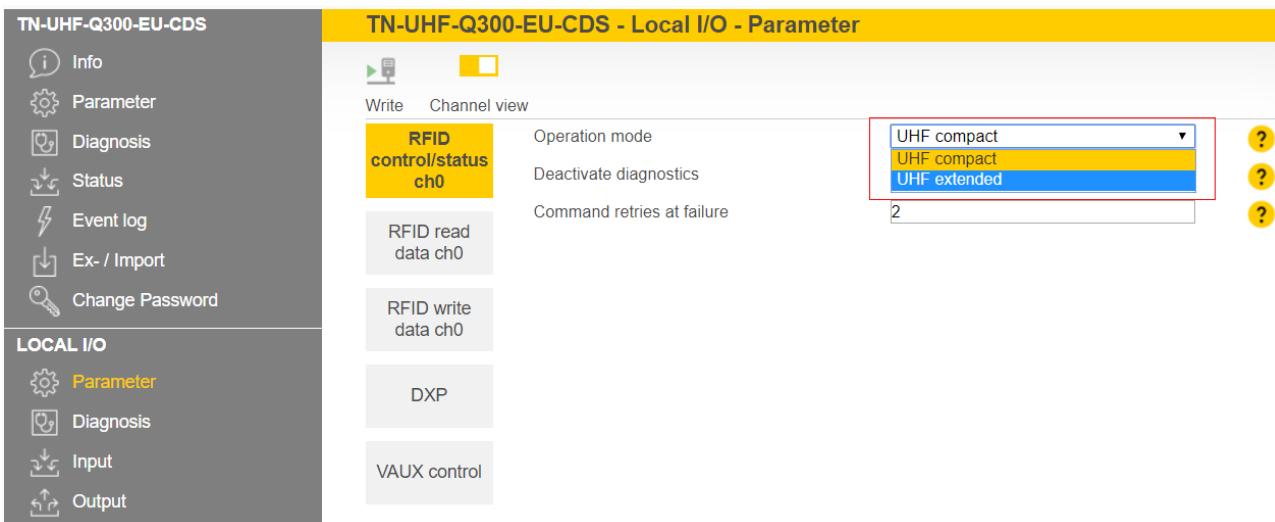 TN-UHF-Q300-EU-CDS
Info
Parameter
Diagnosis
Status
Event log
Ex- / Import
Change Password
LOCAL I/O
Parameter
Diagnosis
Input
Output
TN-UHF-Q300-EU-CDS - Local I/O - Parameter
Write
Channel view
RFID
control/status
ch0
RFID read
data ch0
RFID write
data ch0
DXP
VAUX control
Operation mode
UHF compact
UHF compact
UHF extended
?
Deactivate diagnostics
?
Command retries at failure
2
?